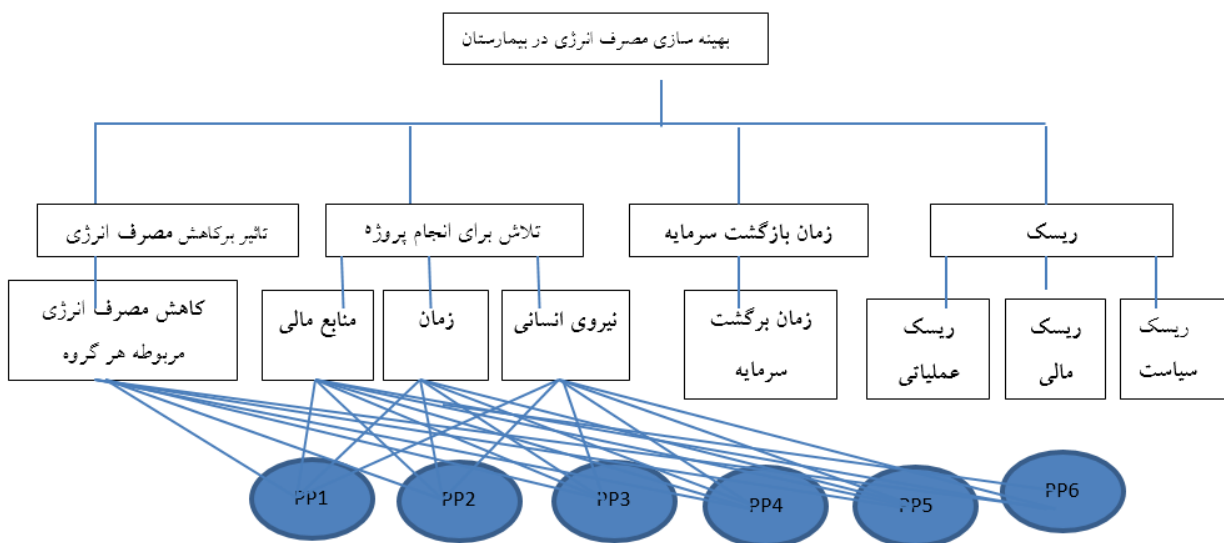 بهینه سازی مصرف انرژی در بیمارستان
ریسک
زمان بازگشت سرمایه
تلاش برای انجام پروژه
تاثیر برکاهش مصرف انرژی
ریسک
سیاست
ریسک
مالی
ریسک
عملیاتی
زمان برگشت
سرمایه
نیروی انسانی
زمان
منابع مالی
کاهش مصرف انرژی
مربوطه هر گروه
PP1
PP2
PP3
PP4
PP5
PP6